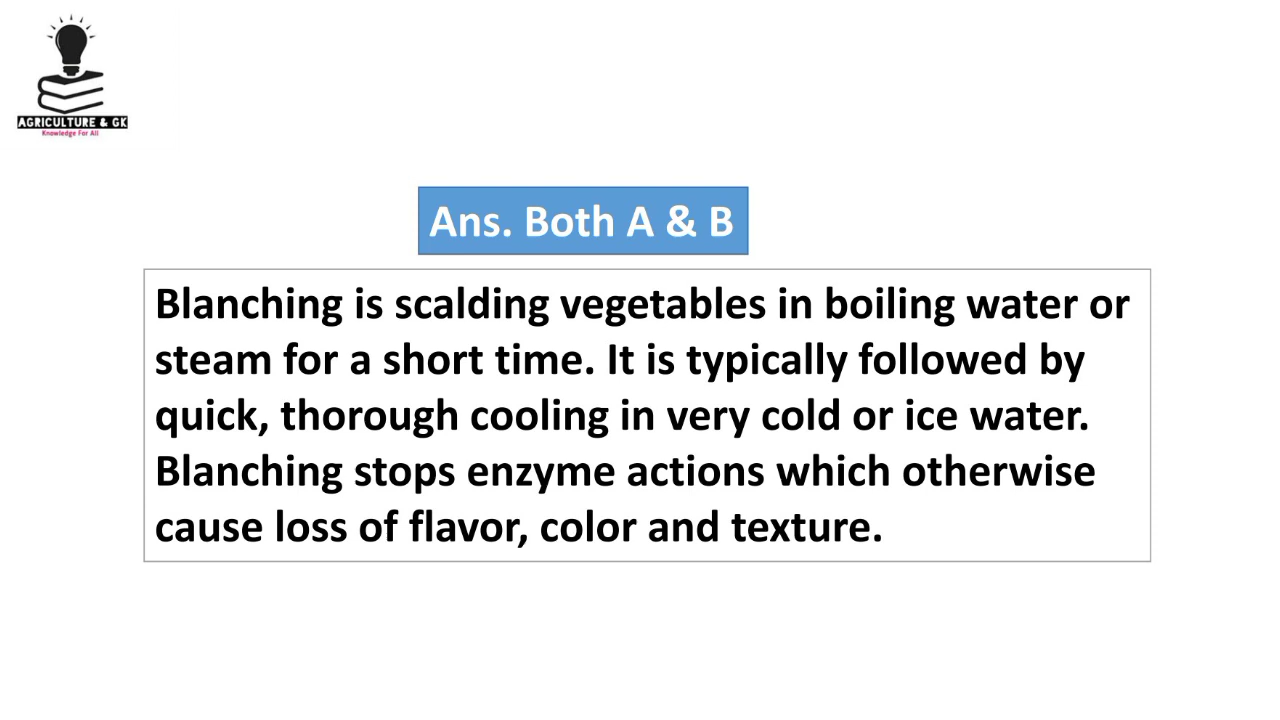 AGRICULTURE & GK
Knowledge For All
Ans. Both A & B
Blanching is scalding vegetables in boiling water or
steam for a short time. It is typically followed by
quick, thorough cooling in very cold or ice water.
Blanching stops enzyme actions which otherwise
cause loss of flavor, color and texture.